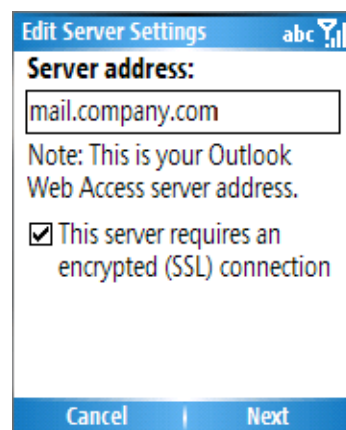 Edit Server Settings abc
Server address:
mail.company.com
Note: This is your Outlook
Web Access server address.
This server requires an
encrypted (SSL) connection
Cancel Next